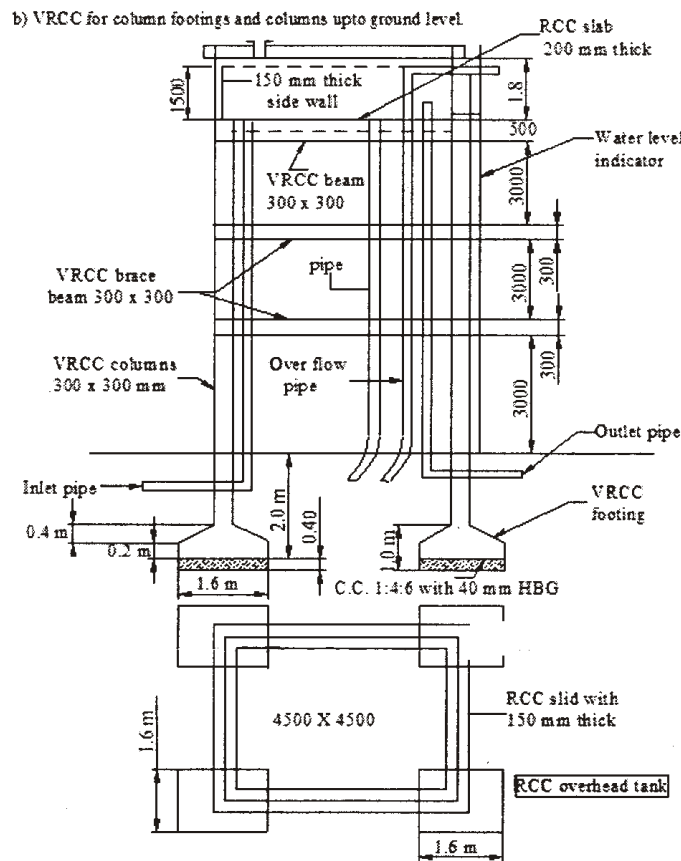 b) VRCC for column footings and columns upto ground level.
RCC slab
200 mm thick
1500
150 mm thick
side wall
1.8
500
Water level
indicator
VRCC beam
300 x 300
3000
VRCC brace
beam 300 x 300
pipe
3000
300
VRCC columns
300 x 300 mm
Over flow
pipe
300
3000
Outlet pipe
Inlet pipe
2.0 m
0.40
VRCC
footing
0.4 m
0.2 m
1.0 m
1.6 m
C.C. 1:4:6 with 40 mm HBG
4500 X 4500
RCC slid with
150 mm thick
1.6 m
RCC overhead tank
1.6 m